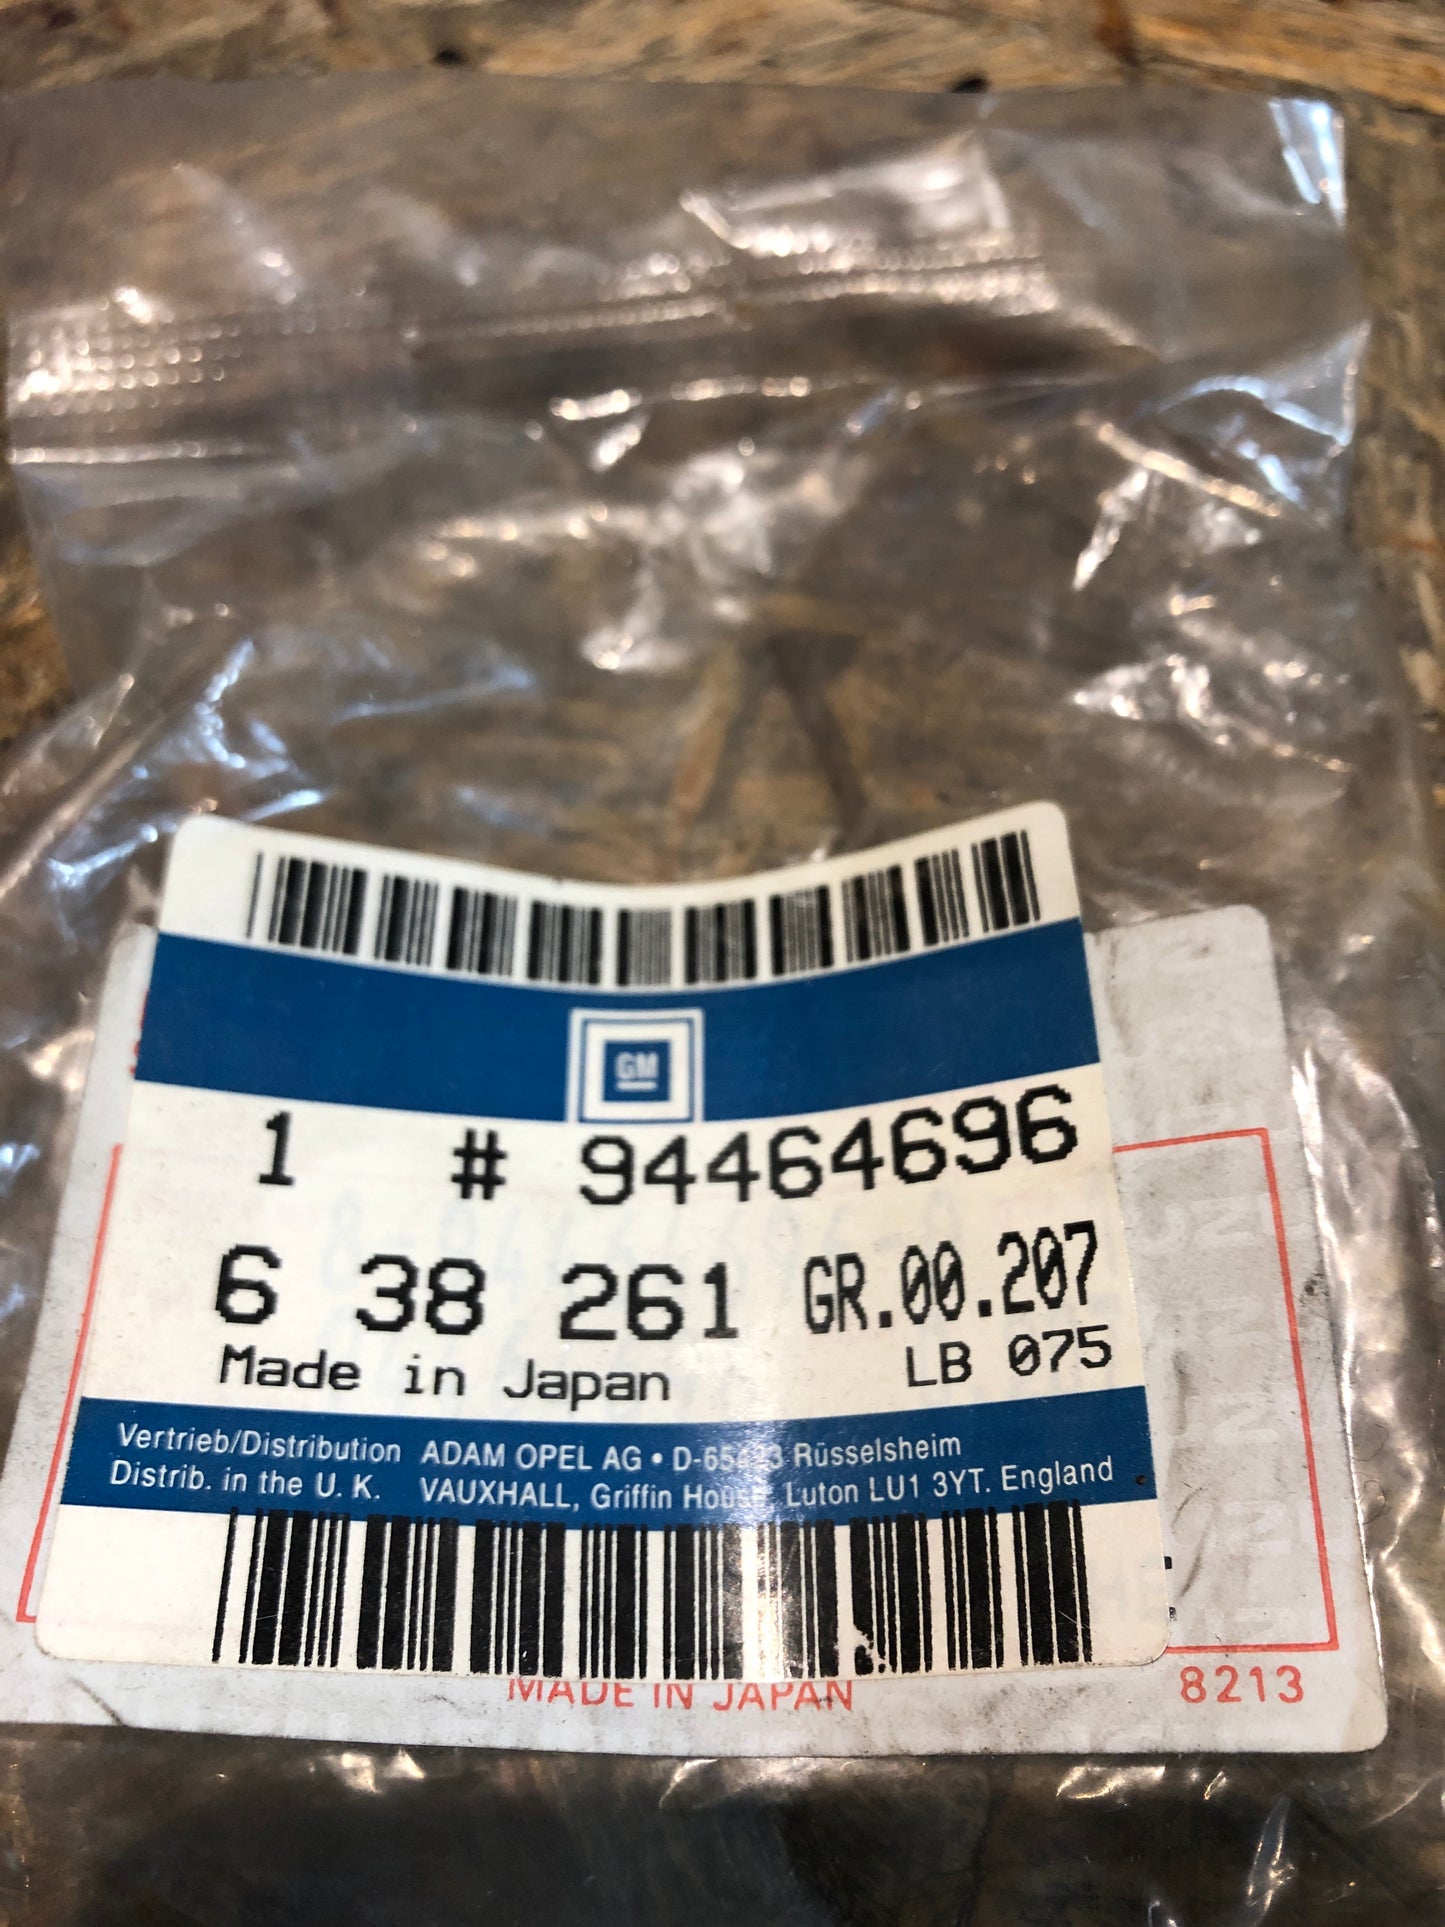 GM
1 # 94464696
6 38 261 GR.00.207
Made in Japan LB 075
Vertrieb/Distribution ADAM OPEL AG • Rüsselsheim
Distrib. in the U. K. VAUXHALL, Griffin House, Luton LU1 3YT. England
MADE IN JAPAN 8213